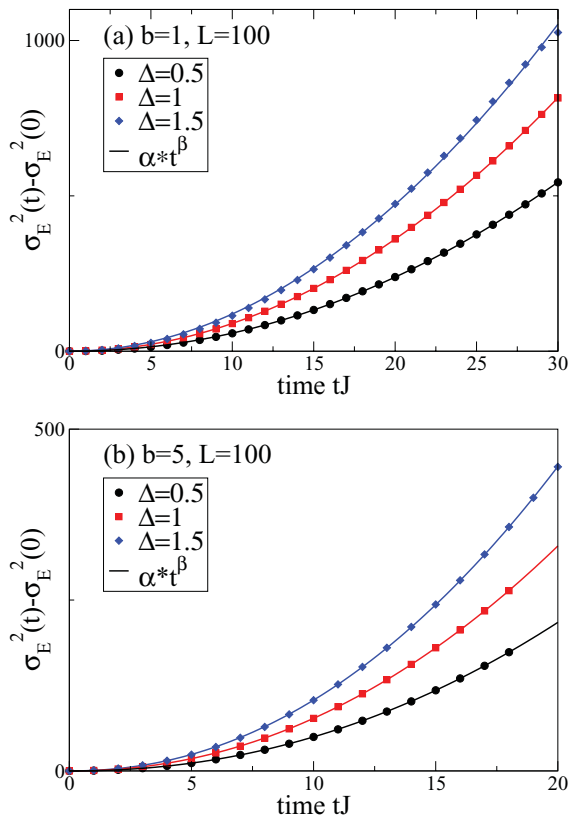 (a) b=1, L=100
Δ=0.5
Δ=1
Δ=1.5
α*t^β
σ_E^2(t)-σ_E^2(0)
1000
0
0 5 10 15 20 25 30
time tJ
(b) b=5, L=100
Δ=0.5
Δ=1
Δ=1.5
α*t^β
σ_E^2(t)-σ_E^2(0)
500
0
0 5 10 15 20
time tJ